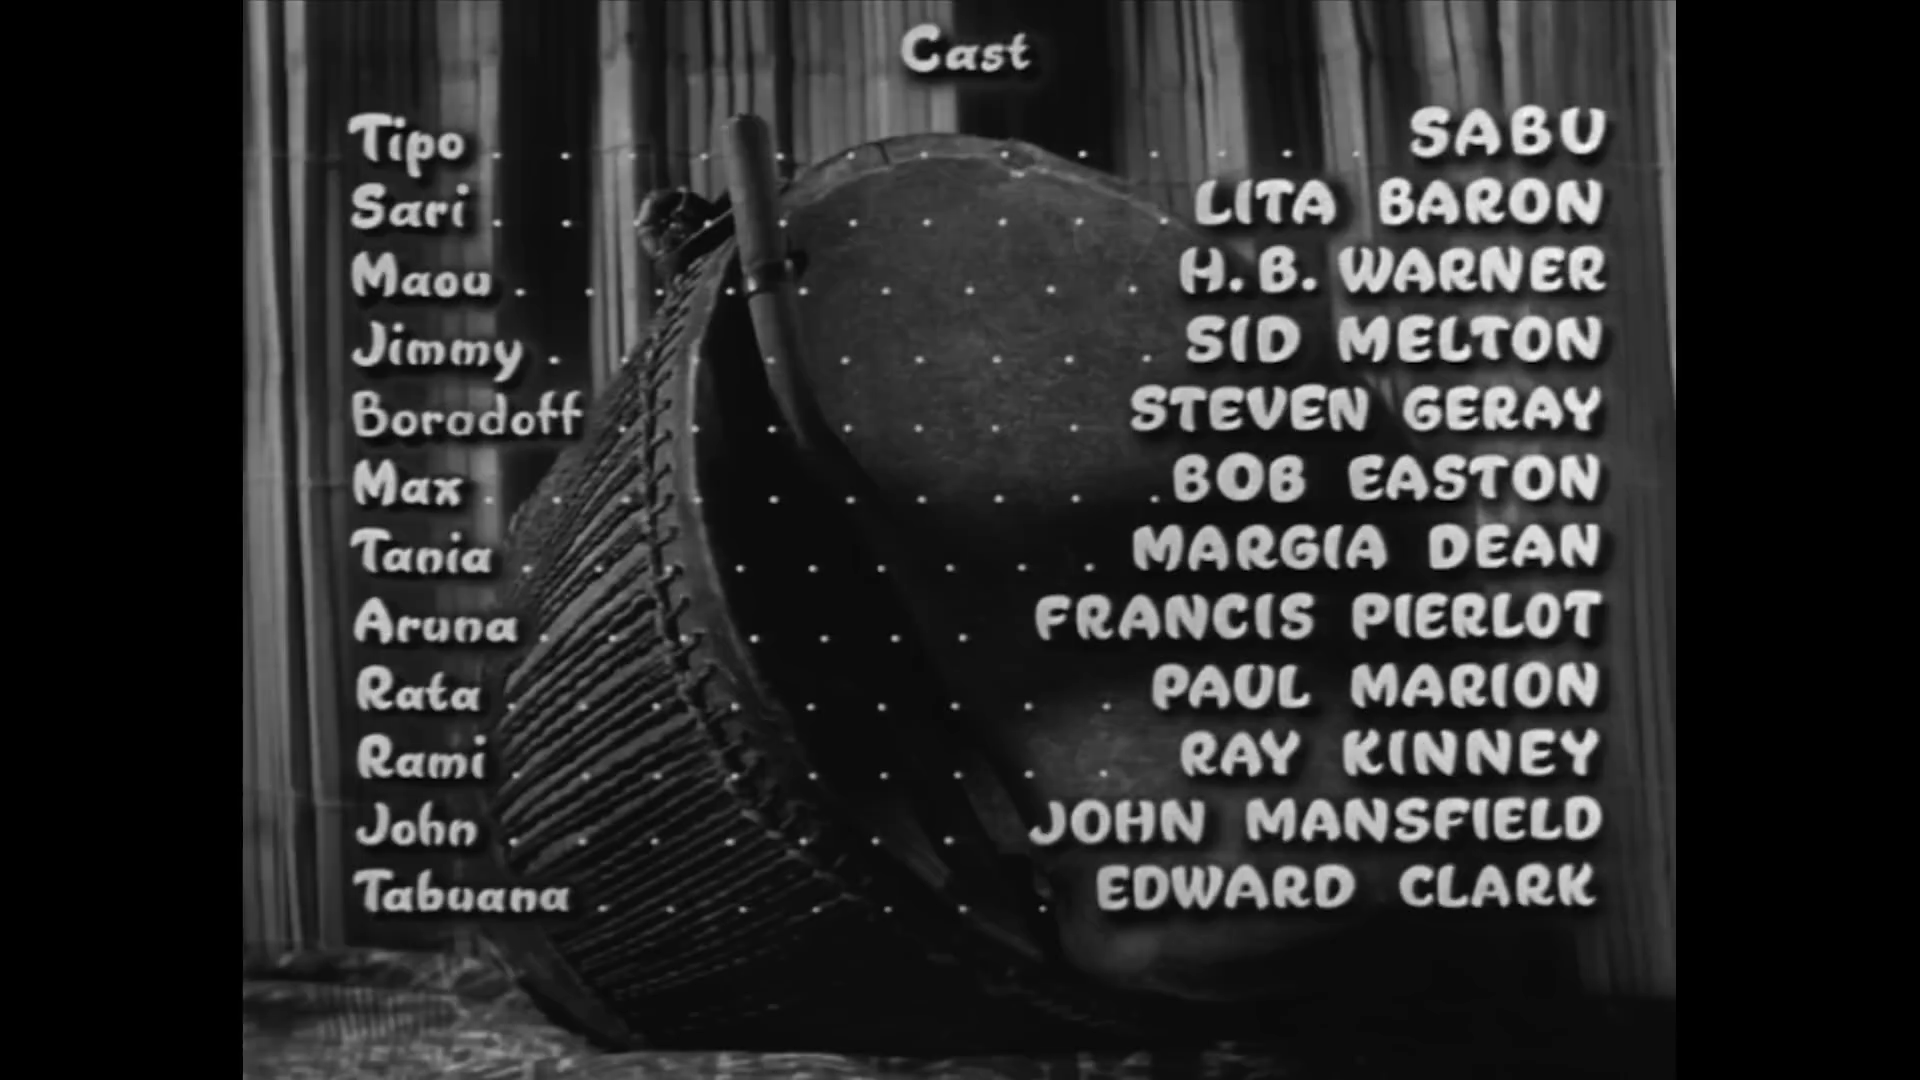 Cast
Tipo . . . . . . . . . . . . . SABU
Sari . . . . . . . . . . LITA BARON
Maou . . . . . . . . . H. B. WARNER
Jimmy . . . . . . . . . SID MELTON
Boradoff . . . . . . . STEVEN GERAY
Max . . . . . . . . . . BOB EASTON
Tania . . . . . . . . . MARGIA DEAN
Aruna . . . . . . . FRANCIS PIERLOT
Rata . . . . . . . . . PAUL MARION
Rami . . . . . . . . . RAY KINNEY
John . . . . . . . JOHN MANSFIELD
Tabuana . . . . . . . EDWARD CLARK